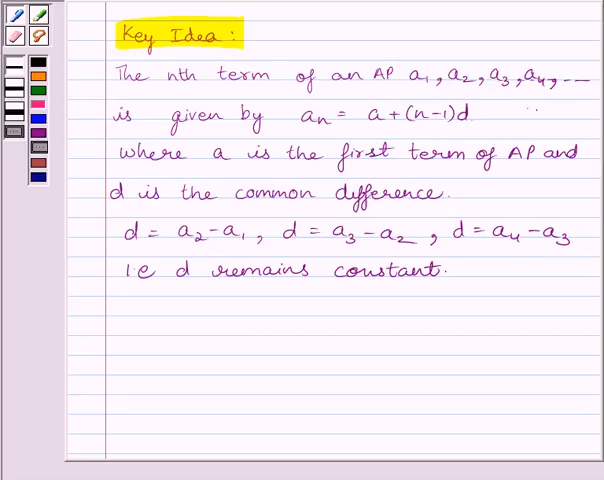 Key Idea :
The nth term of an AP a₁, a₂, a₃, a₄, ---
is given by aₙ = a + (n-1)d
where a is the first term of AP and
d is the common difference.
d = a₂ - a₁, d = a₃ - a₂, d = a₄ - a₃
i.e d remains constant.